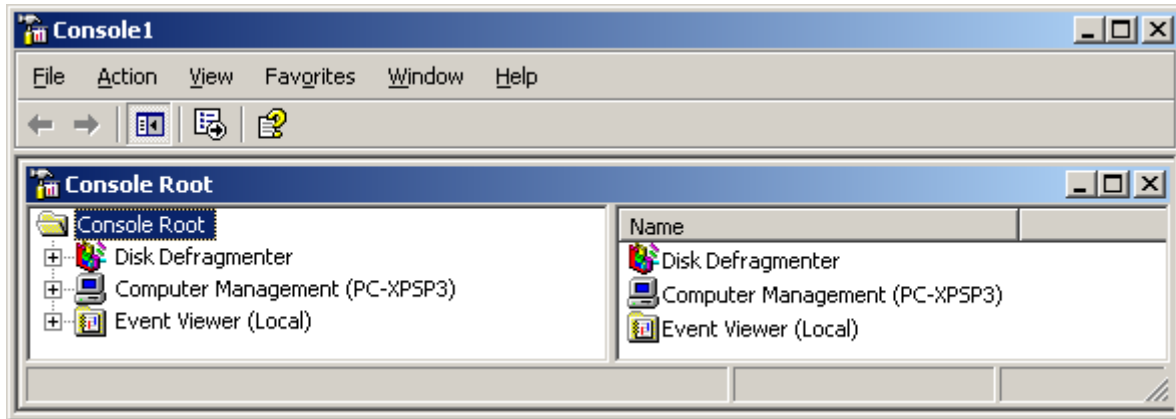 Console1
File Action View Favorites Window Help
Console Root
Console Root
Disk Defragmenter
Computer Management (PC-XPSP3)
Event Viewer (Local)
Name
Disk Defragmenter
Computer Management (PC-XPSP3)
Event Viewer (Local)